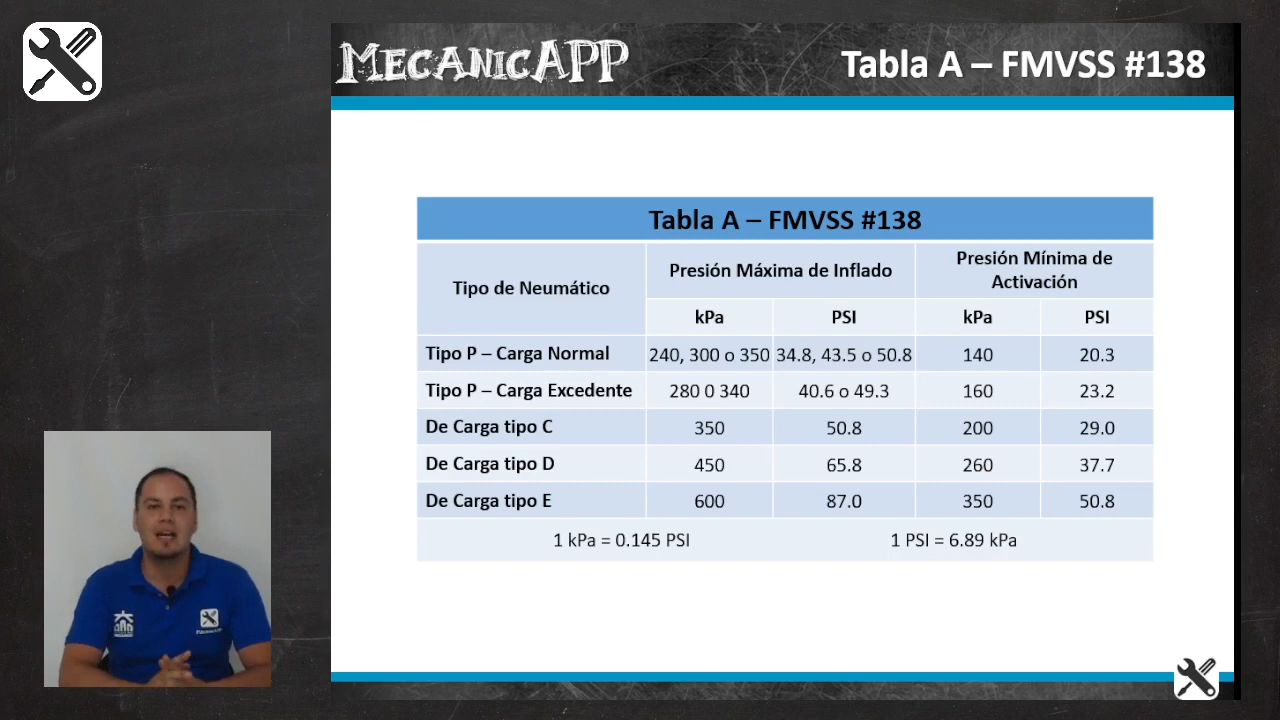 MECANICAPP
Tabla A – FMVSS #138
Tabla A – FMVSS #138
Tipo de Neumático
Presión Máxima de Inflado
Presión Mínima de
Activación
kPa PSI kPa PSI
Tipo P – Carga Normal 240, 300 o 350 34.8, 43.5 o 50.8 140 20.3
Tipo P – Carga Excedente 280 0 340 40.6 o 49.3 160 23.2
De Carga tipo C 350 50.8 200 29.0
De Carga tipo D 450 65.8 260 37.7
De Carga tipo E 600 87.0 350 50.8
1 kPa = 0.145 PSI 1 PSI = 6.89 kPa